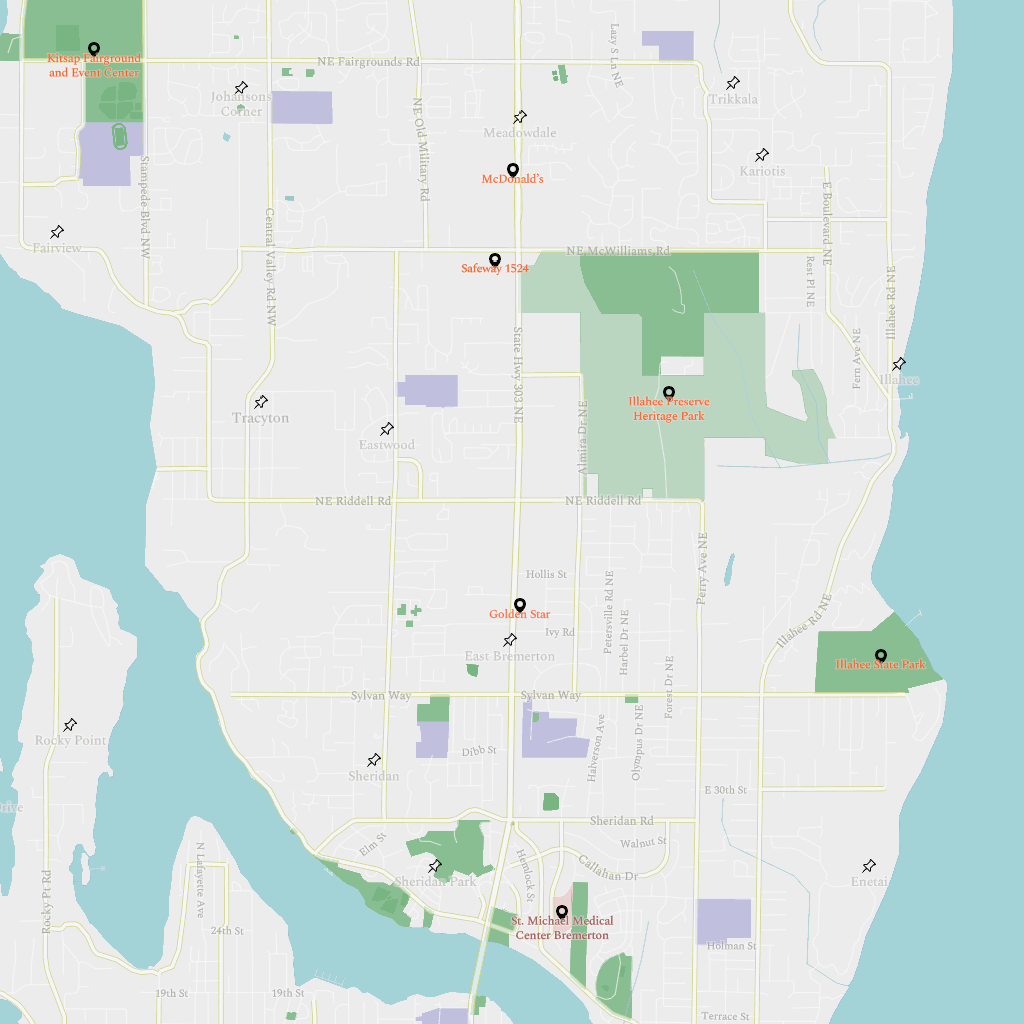 Kitsap Fairground
and Event Center
NE Fairgrounds Rd
Lazy S Ln NE
Johansons
Corner
Trikkala
NE Old Military Rd
Meadowdale
McDonald's
Kariotis
Stampede Blvd NW
Fairview
Central Valley Rd NW
E Boulevard NE
NE McWilliams Rd
Safeway 1524
Rest Pl NE
Illahee Rd NE
State Hwy 303 NE
Fern Ave NE
Illahee
Illahee Preserve
Heritage Park
Tracyton
Eastwood
Almira Dr NE
NE Riddell Rd
NE Riddell Rd
Perry Ave NE
Hollis St
Petersville Rd NE
Golden Star
Harbel Dr NE
Illahee Rd NE
Ivy Rd
East Bremerton
Illahee State Park
Forest Dr NE
Sylvan Way
Sylvan Way
Rocky Point
Halverson Ave
Olympus Dr NE
Dibb St
Sheridan
E 30th St
rive
Sheridan Rd
Elm St
Walnut St
Callahan Dr
Hemlock St
Sheridan Park
Enetai
N Lafayette Ave
Rocky Pt Rd
St. Michael Medical
Center Bremerton
24th St
Holman St
19th St
19th St
Terrace St